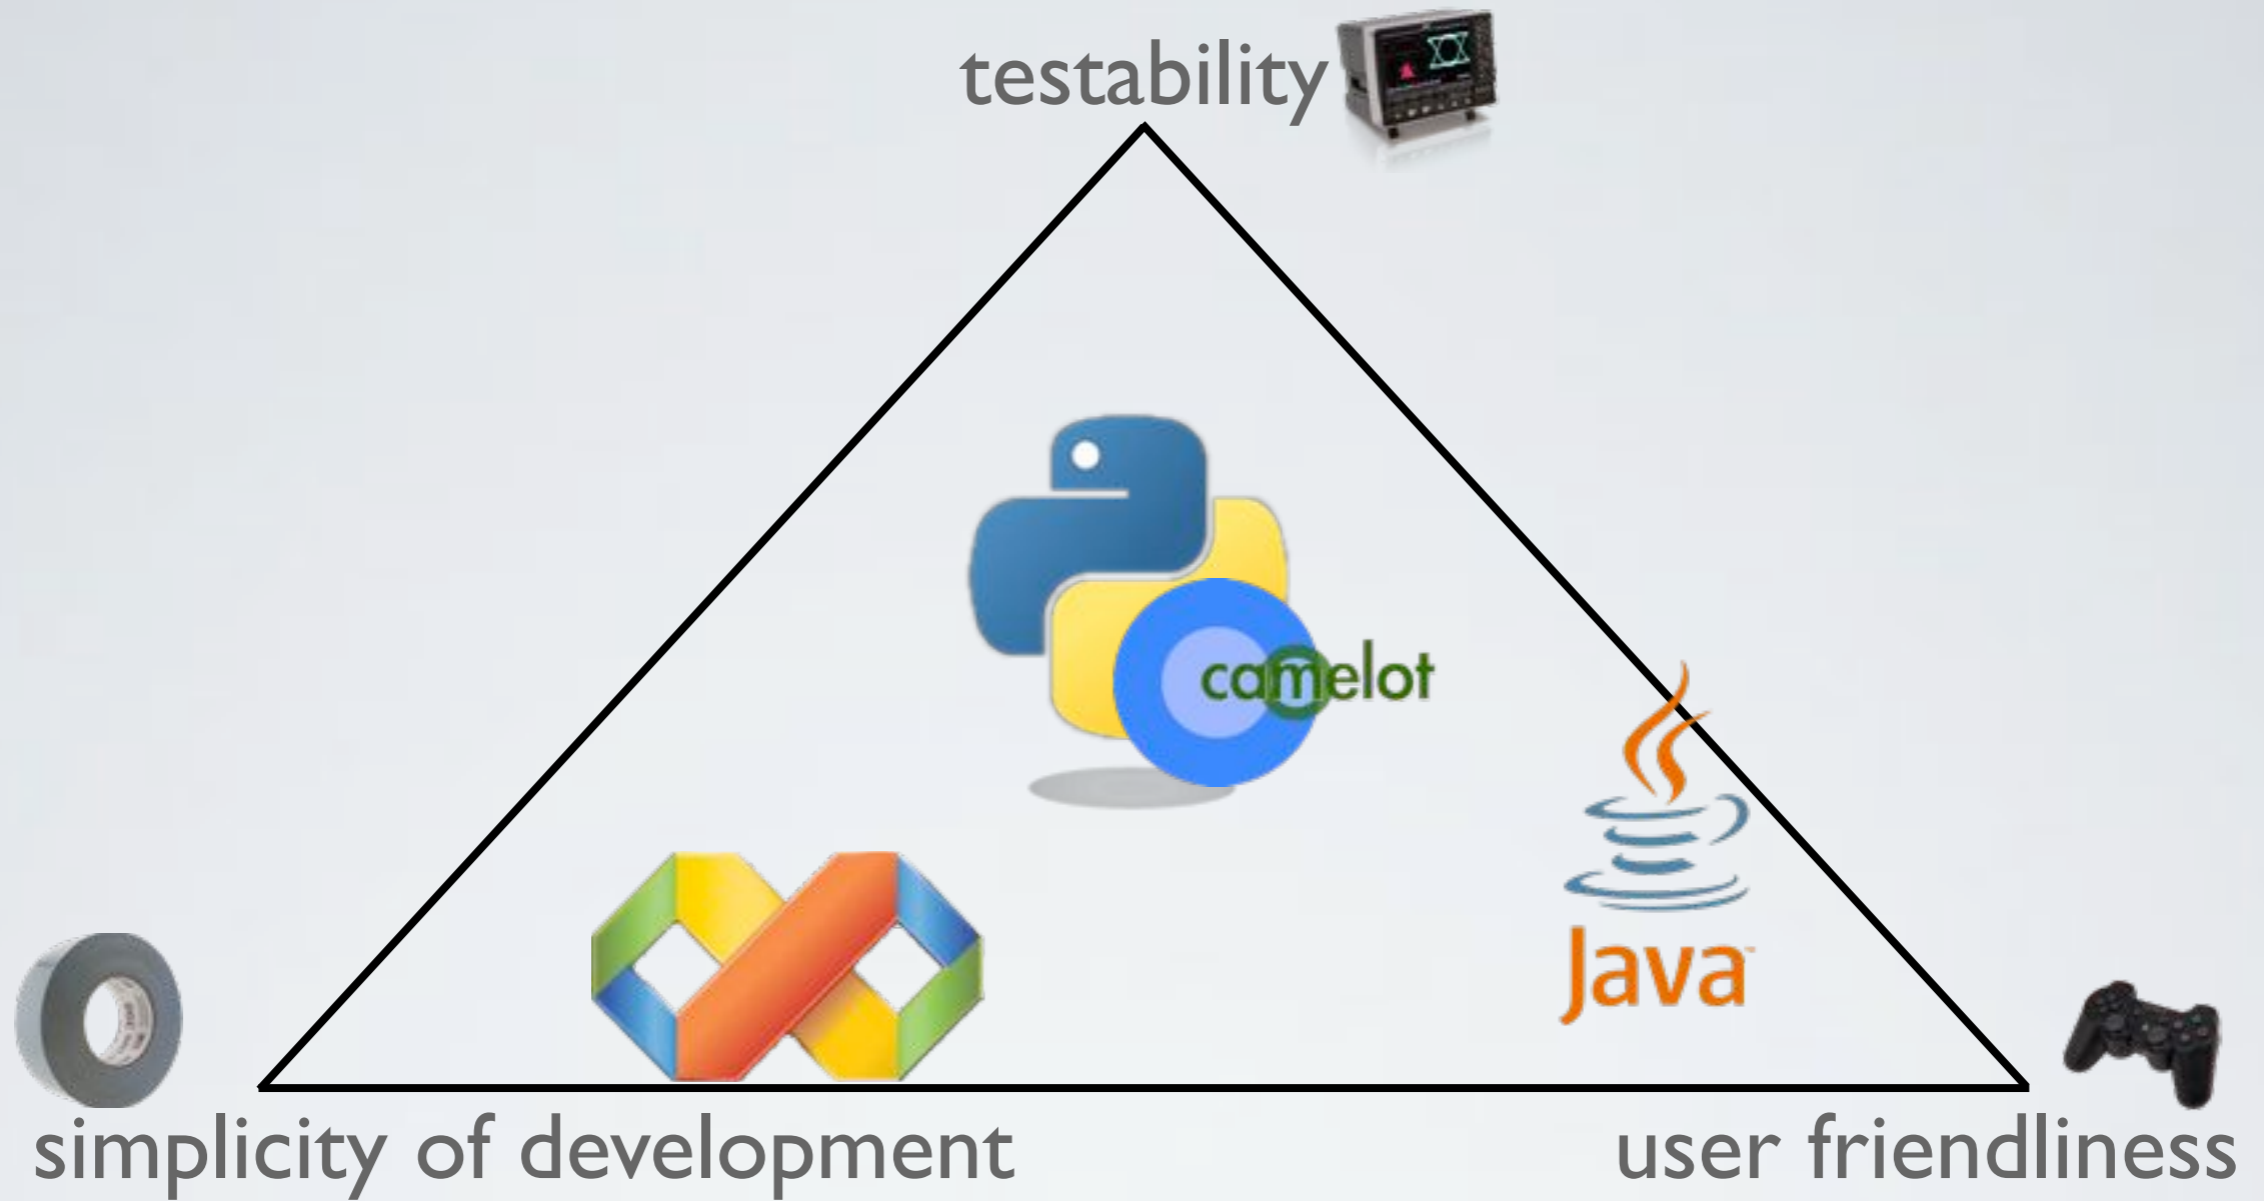 testability
camelot
Java
simplicity of development
user friendliness